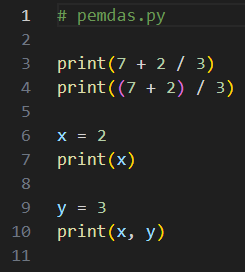 1 # pemdas.py
2
3 print(7 + 2 / 3)
4 print((7 + 2) / 3)
5
6 x = 2
7 print(x)
8
9 y = 3
10 print(x, y)
11